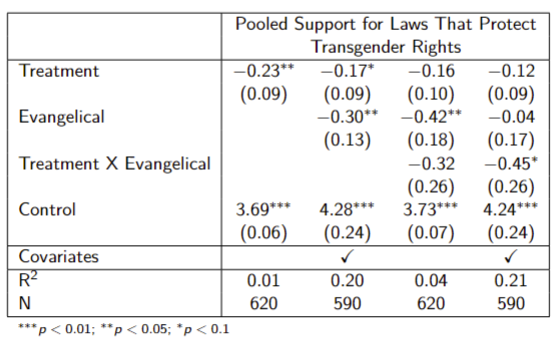 Pooled Support for Laws That Protect
Transgender Rights
Treatment −0.23** −0.17* −0.16 −0.12
(0.09) (0.09) (0.10) (0.09)
Evangelical −0.30** −0.42** −0.04
(0.13) (0.18) (0.17)
Treatment X Evangelical −0.32 −0.45*
(0.26) (0.26)
Control 3.69*** 4.28*** 3.73*** 4.24***
(0.06) (0.24) (0.07) (0.24)
Covariates ✓ ✓
R² 0.01 0.20 0.04 0.21
N 620 590 620 590
***p < 0.01; **p < 0.05; *p < 0.1